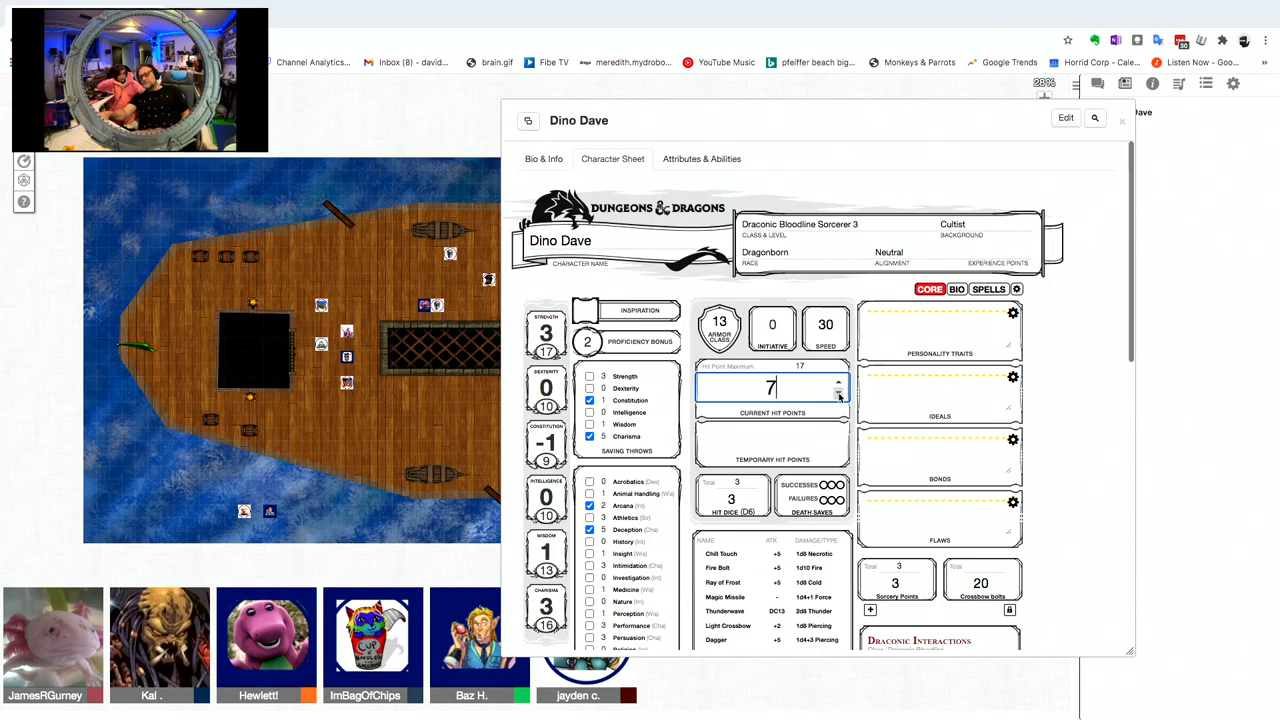 Channel Analytics...
Inbox (8) - david...
brain.gif
Fibe TV
meredith.mydrobo...
YouTube Music
pfeiffer beach big...
Monkeys & Parrots
Google Trends
Horrid Corp - Cale...
Listen Now - Goo...
30
28%
Dino Dave
Edit
ave
Bio & Info
Character Sheet
Attributes & Abilities
DUNGEONS & DRAGONS
Dino Dave
CHARACTER NAME
Draconic Bloodline Sorcerer 3
CLASS & LEVEL
Cultist
BACKGROUND
Dragonborn
RACE
Neutral
ALIGNMENT
EXPERIENCE POINTS
CORE
BIO
SPELLS
STRENGTH
3
17
DEXTERITY
0
10
CONSTITUTION
-1
9
INTELLIGENCE
0
10
WISDOM
1
13
CHARISMA
3
16
INSPIRATION
2
PROFICIENCY BONUS
3 Strength
0 Dexterity
1 Constitution
0 Intelligence
1 Wisdom
5 Charisma
SAVING THROWS
0 Acrobatics (Dex)
1 Animal Handling (Wis)
2 Arcana (Int)
3 Athletics (Str)
5 Deception (Cha)
0 History (Int)
1 Insight (Wis)
3 Intimidation (Cha)
0 Investigation (Int)
1 Medicine (Wis)
0 Nature (Int)
1 Perception (Wis)
3 Performance (Cha)
3 Persuasion (Cha)
13
ARMOR
CLASS
0
INITIATIVE
30
SPEED
Hit Point Maximum 17
7
CURRENT HIT POINTS
TEMPORARY HIT POINTS
Total 3
3
HIT DICE (D6)
SUCCESSES
FAILURES
DEATH SAVES
NAME ATK DAMAGE/TYPE
Chill Touch +5 1d8 Necrotic
Fire Bolt +5 1d10 Fire
Ray of Frost +5 1d8 Cold
Magic Missile - 1d4+1 Force
Thunderwave DC13 2d8 Thunder
Light Crossbow +2 1d8 Piercing
Dagger +5 1d4+3 Piercing
PERSONALITY TRAITS
IDEALS
BONDS
FLAWS
Total 3
3
Sorcery Points
Total
20
Crossbow bolts
DRACONIC INTERACTIONS
CUP
JamesRGurney
Kal .
Hewlett!
ImBagOfChips
Baz H.
jayden c.